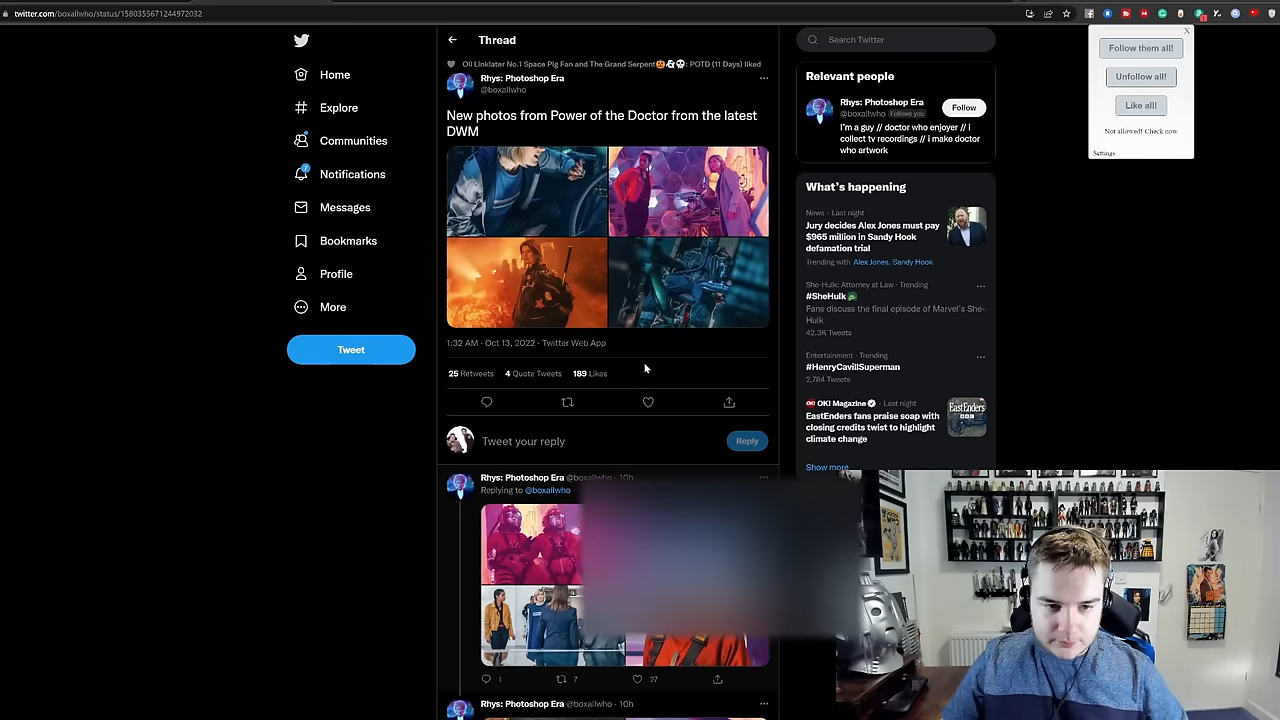 twitter.com/boxallwho/status/1580355671244972032
Home
Explore
Communities
Notifications
Messages
Bookmarks
Profile
More
Tweet
Thread
Oli Linklater No.1 Space Pig Fan and The Grand Serpent🎃👻💀: POTD (11 Days) liked
Rhys: Photoshop Era
@boxallwho
New photos from Power of the Doctor from the latest
DWM
1:32 AM · Oct 13, 2022 · Twitter Web App
25 Retweets 4 Quote Tweets 189 Likes
Tweet your reply
Reply
Rhys: Photoshop Era @boxallwho · 10h
Replying to @boxallwho
1 7 27
Rhys: Photoshop Era @boxallwho · 10h
Search Twitter
Relevant people
Rhys: Photoshop Era
@boxallwho Follows you
Follow
I'm a guy // doctor who enjoyer // i
collect tv recordings // i make doctor
who artwork
What's happening
News · Last night
Jury decides Alex Jones must pay
$965 million in Sandy Hook
defamation trial
Trending with Alex Jones, Sandy Hook
She-Hulk: Attorney at Law · Trending
#SheHulk
Fans discuss the final episode of Marvel's She-
Hulk
42.3K Tweets
Entertainment · Trending
#HenryCavillSuperman
2,784 Tweets
OK! Magazine · Last night
EastEnders fans praise soap with
closing credits twist to highlight
climate change
EastEnders
Show more
X
Follow them all!
Unfollow all!
Like all!
Not allowed! Check now
Settings